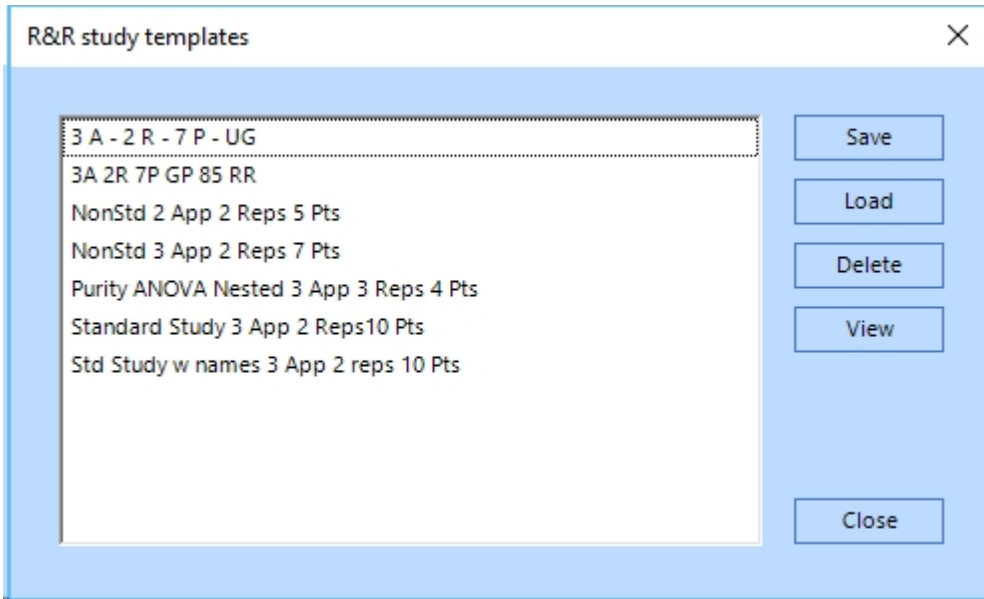 R&R study templates
3 A - 2 R - 7 P - UG
3A 2R 7P GP 85 RR
NonStd 2 App 2 Reps 5 Pts
NonStd 3 App 2 Reps 7 Pts
Purity ANOVA Nested 3 App 3 Reps 4 Pts
Standard Study 3 App 2 Reps10 Pts
Std Study w names 3 App 2 reps 10 Pts
Save
Load
Delete
View
Close